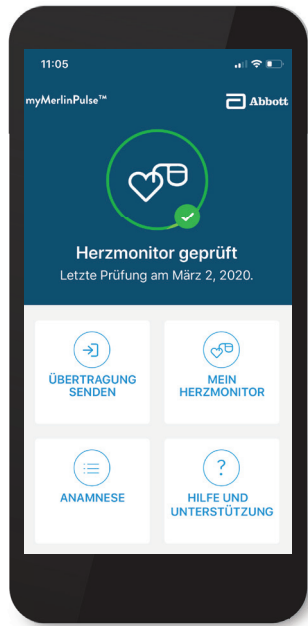 11:05
myMerlinPulse™ Abbott
Herzmonitor geprüft
Letzte Prüfung am März 2, 2020.
ÜBERTRAGUNG SENDEN
MEIN HERZMONITOR
ANAMNESE
HILFE UND UNTERSTÜTZUNG
?